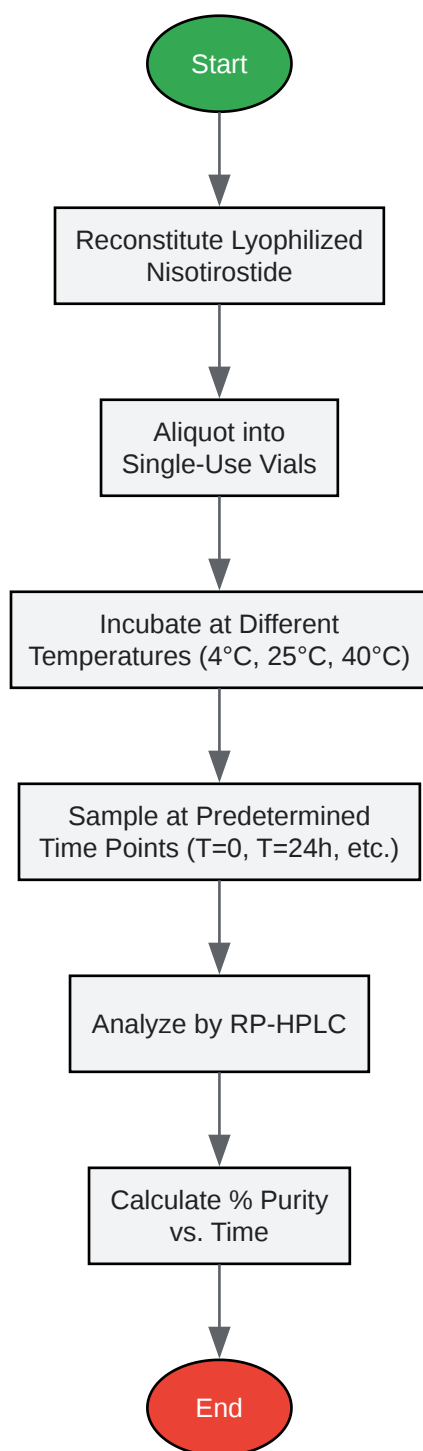 Start
Reconstitute Lyophilized
Nisotirostide
Aliquot into
Single-Use Vials
Incubate at Different
Temperatures (4°C, 25°C, 40°C)
Sample at Predetermined
Time Points (T=0, T=24h, etc.)
Analyze by RP-HPLC
Calculate % Purity
vs. Time
End